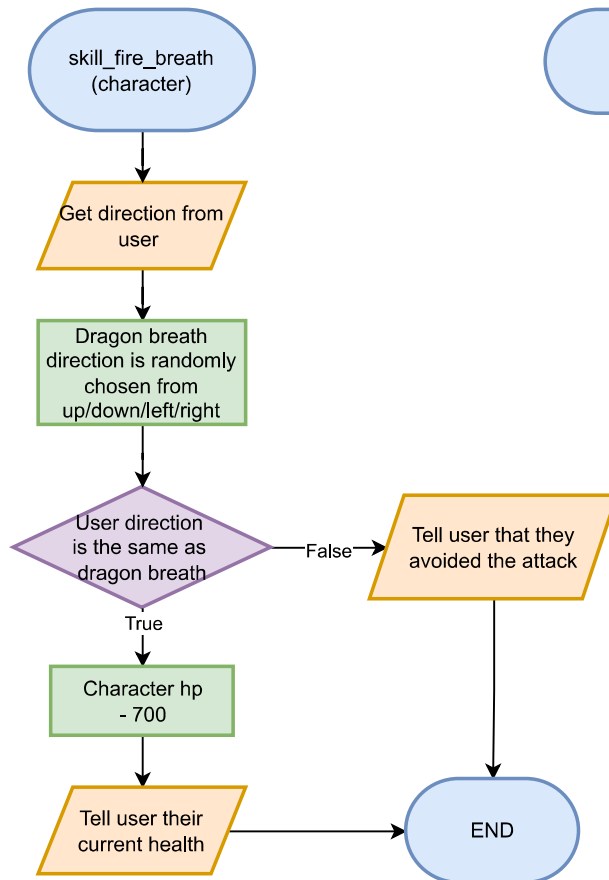 skill_fire_breath
(character)
Get direction from
user
Dragon breath
direction is randomly
chosen from
up/down/left/right
User direction
is the same as
dragon breath
False
Tell user that they
avoided the attack
True
Character hp
- 700
Tell user their
current health
END